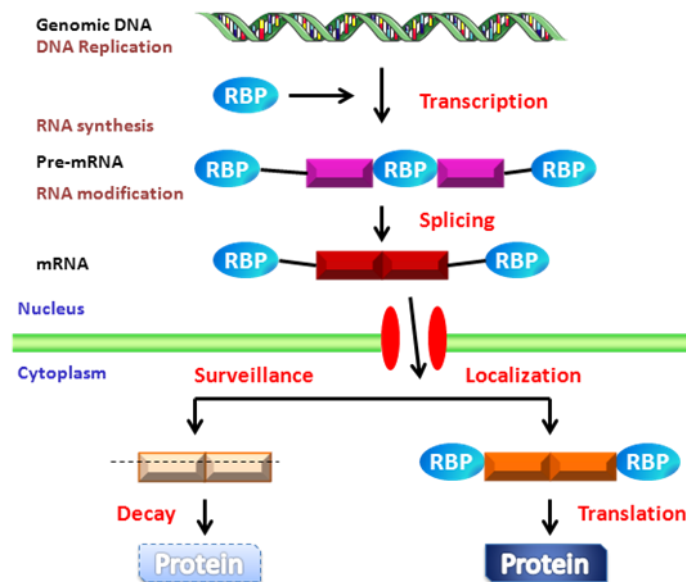 Genomic DNA
DNA Replication
RBP
Transcription
RNA synthesis
Pre-mRNA
RBP
RBP
RBP
RNA modification
Splicing
mRNA
RBP
RBP
Nucleus
Cytoplasm
Surveillance
Localization
RBP
RBP
Decay
Translation
Protein
Protein